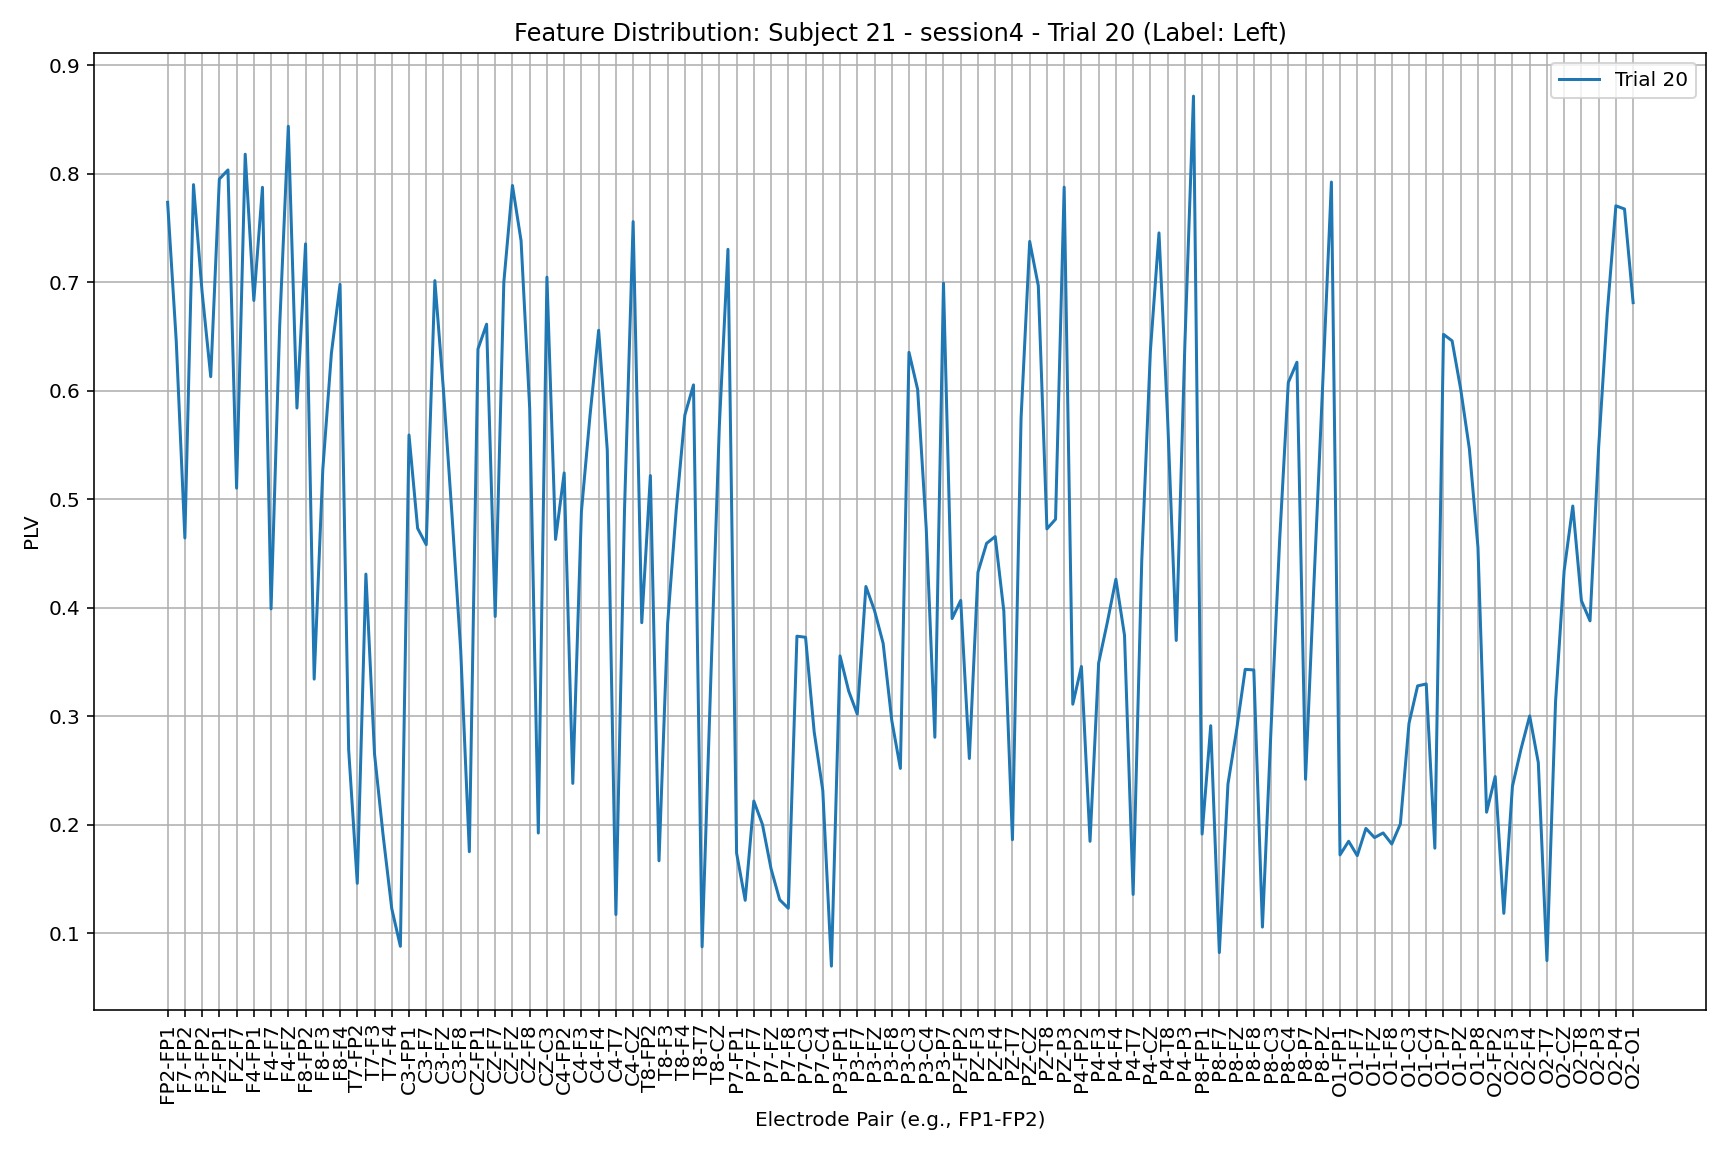 Feature Distribution: Subject 21 - session4 - Trial 20 (Label: Left)
Trial 20
PLV
0.9
0.8
0.7
0.6
0.5
0.4
0.3
0.2
0.1
FP2-FP1
F7-FP2
F3-FP2
FZ-FP1
FZ-F7
F4-FP1
F4-F7
F4-FZ
F8-FP2
F8-F3
F8-F4
T7-FP2
T7-F3
T7-F4
C3-FP1
C3-F7
C3-FZ
C3-F8
CZ-FP1
CZ-F7
CZ-FZ
CZ-F8
CZ-C3
C4-FP2
C4-F3
C4-F4
C4-T7
C4-CZ
T8-FP2
T8-F3
T8-F4
T8-T7
T8-CZ
P7-FP1
P7-F7
P7-FZ
P7-F8
P7-C3
P7-C4
P3-FP1
P3-F7
P3-FZ
P3-F8
P3-C3
P3-C4
P3-P7
PZ-FP2
PZ-F3
PZ-F4
PZ-T7
PZ-CZ
PZ-T8
PZ-P3
P4-FP2
P4-F3
P4-F4
P4-T7
P4-CZ
P4-T8
P4-P3
P8-FP1
P8-F7
P8-FZ
P8-F8
P8-C3
P8-C4
P8-P7
P8-PZ
O1-FP1
O1-F7
O1-FZ
O1-F8
O1-C3
O1-C4
O1-P7
O1-PZ
O1-P8
O2-FP2
O2-F3
O2-F4
O2-T7
O2-CZ
O2-T8
O2-P3
O2-P4
O2-O1
Electrode Pair (e.g., FP1-FP2)